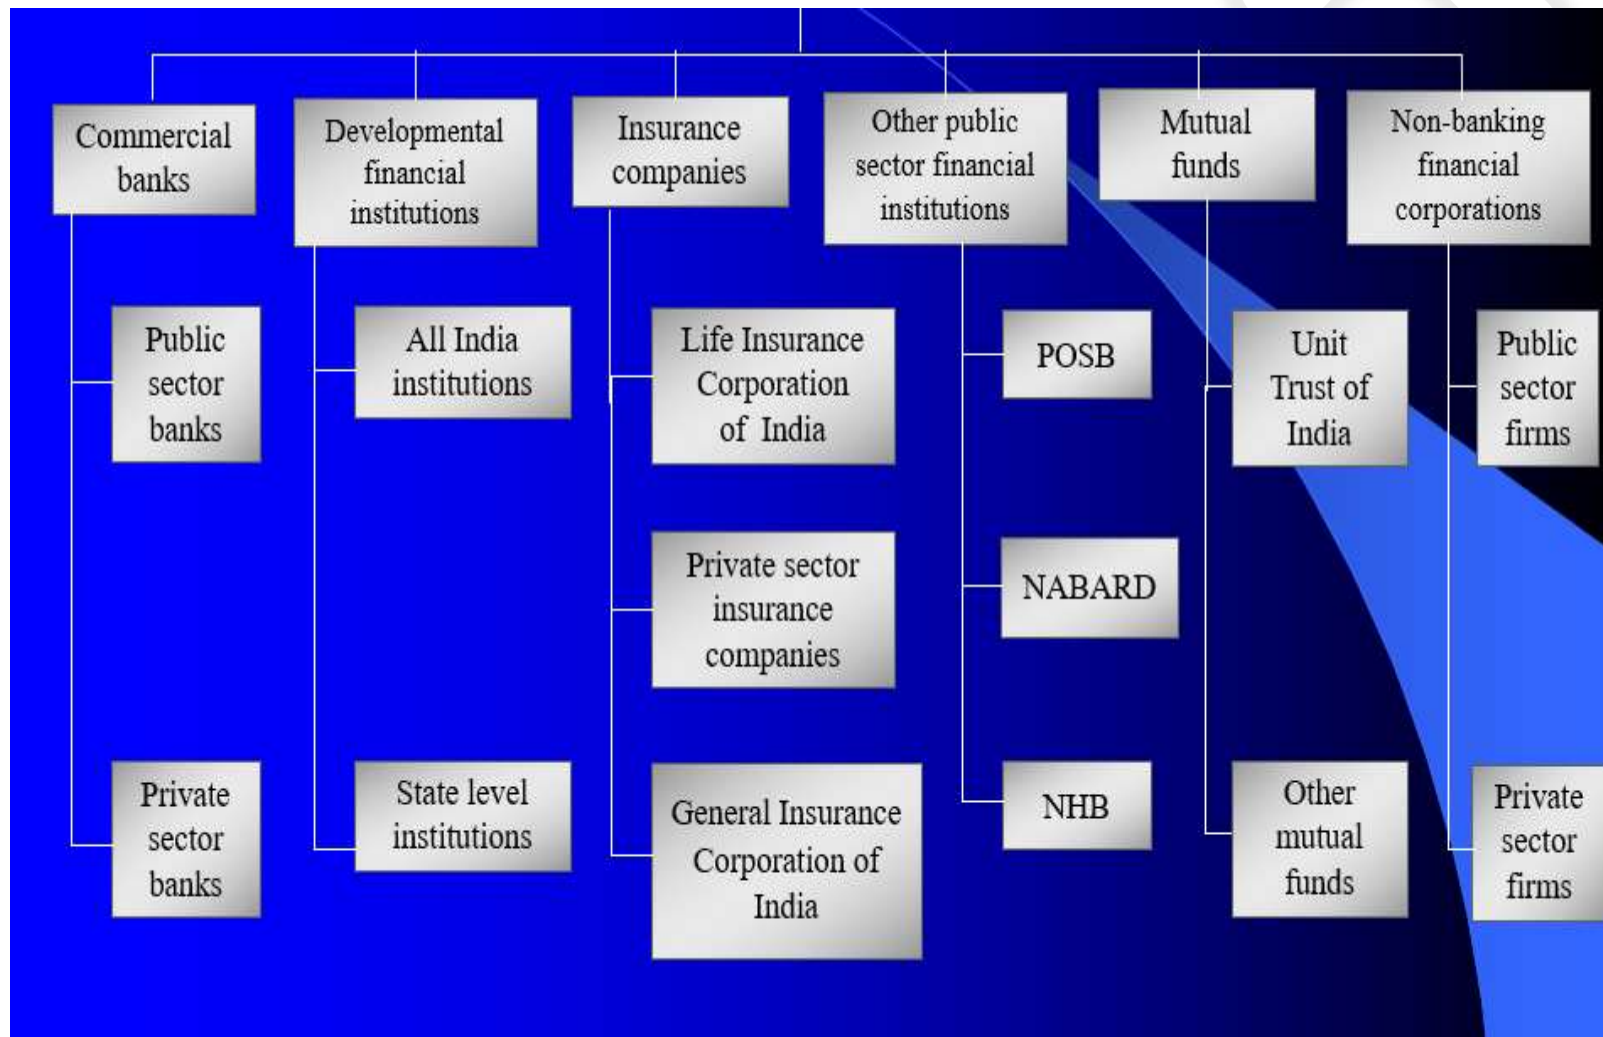 Commercial
banks
Developmental
financial
institutions
Insurance
companies
Other public
sector financial
institutions
Mutual
funds
Non-banking
financial
corporations
Public
sector
banks
All India
institutions
Life Insurance
Corporation
of India
POSB
Unit
Trust of
India
Public
sector
firms
Private sector
insurance
companies
NABARD
Private
sector
banks
State level
institutions
General Insurance
Corporation of
India
NHB
Other
mutual
funds
Private
sector
firms